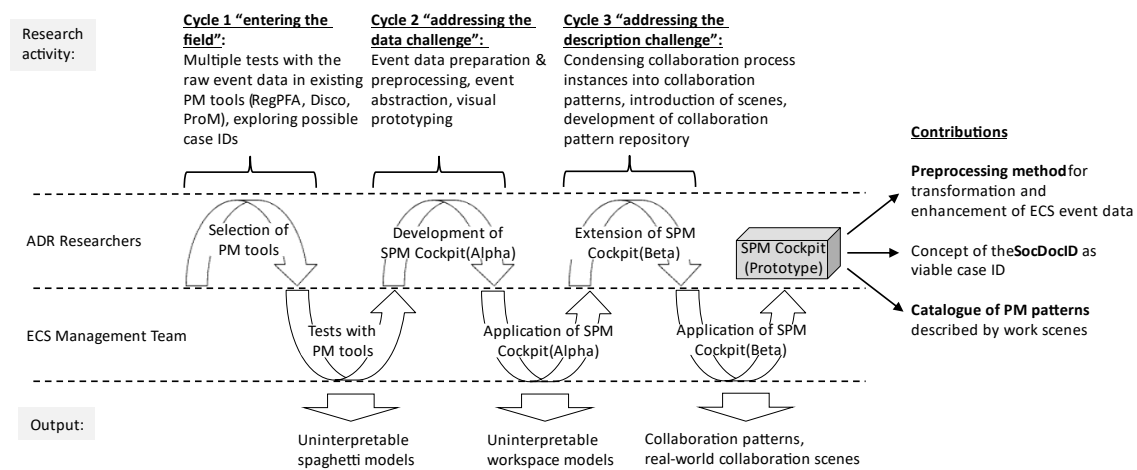 Research
activity:
Cycle 1 “entering the
field”:
Multiple tests with the
raw event data in existing
PM tools (RegPFA, Disco,
ProM), exploring possible
case IDs
Cycle 2 “addressing the
data challenge”:
Event data preparation &
preprocessing, event
abstraction, visual
prototyping
Cycle 3 “addressing the
description challenge”:
Condensing collaboration process
instances into collaboration
patterns, introduction of scenes,
development of collaboration
pattern repository
ADR Researchers
Selection of
PM tools
Development of
SPM Cockpit(Alpha)
Extension of SPM
Cockpit(Beta)
SPM Cockpit
(Prototype)
ECS Management Team
Tests with
PM tools
Application of SPM
Cockpit(Alpha)
Application of SPM
Cockpit(Beta)
Contributions
Preprocessing method for
transformation and
enhancement of ECS event data
Concept of the SocDocID as
viable case ID
Catalogue of PM patterns
described by work scenes
Output:
Uninterpretable
spaghetti models
Uninterpretable
workspace models
Collaboration patterns,
real-world collaboration scenes